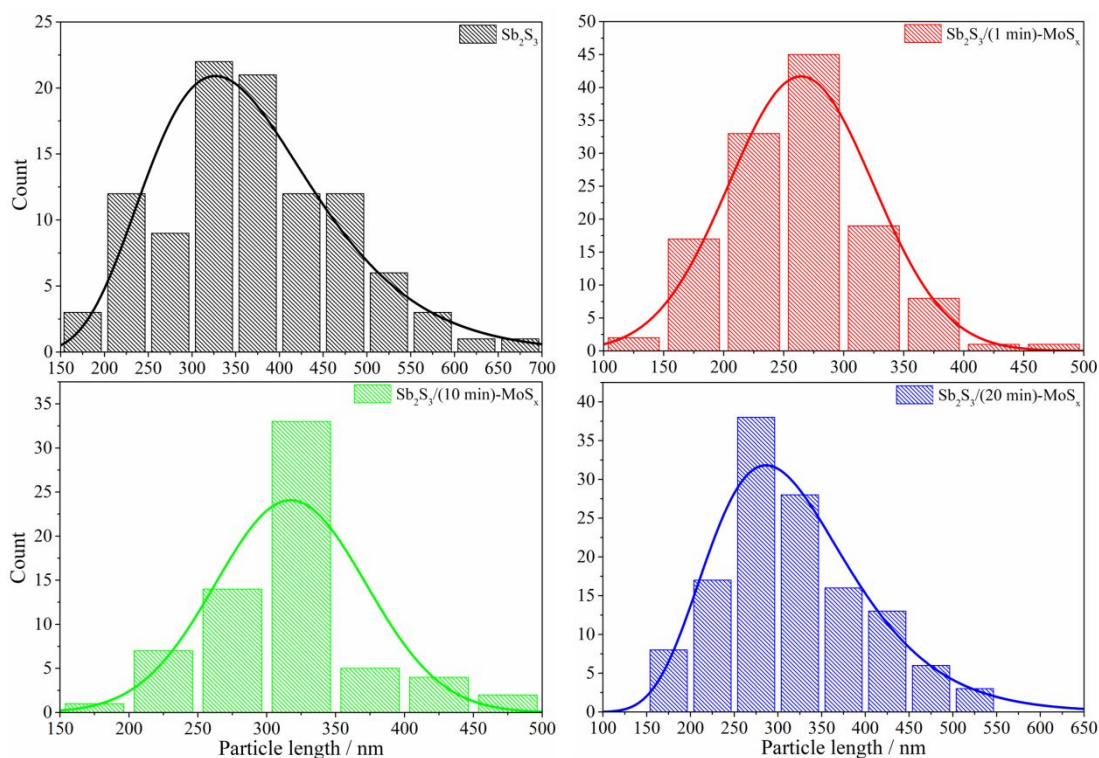 Sb₂S₃
Count
25
20
15
10
5
0
150 200 250 300 350 400 450 500 550 600 650 700
Sb₂S₃/(1 min)-MoSₓ
50
45
40
35
30
25
20
15
10
5
0
100 150 200 250 300 350 400 450 500
Sb₂S₃/(10 min)-MoSₓ
Count
35
30
25
20
15
10
5
0
150 200 250 300 350 400 450 500
Particle length / nm
Sb₂S₃/(20 min)-MoSₓ
40
35
30
25
20
15
10
5
0
100 150 200 250 300 350 400 450 500 550 600 650
Particle length / nm